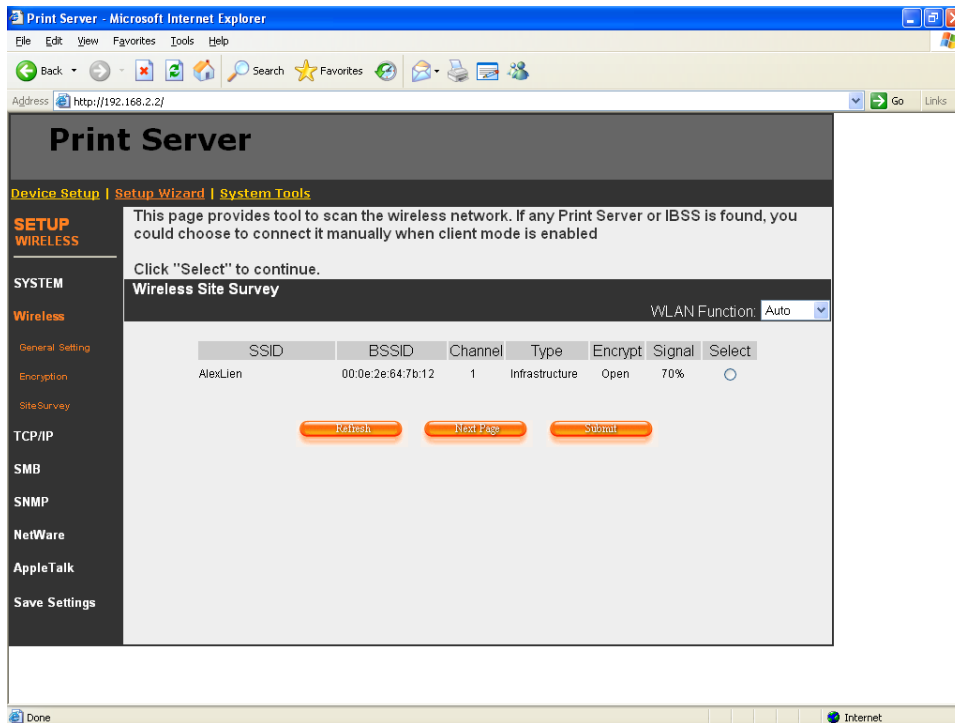 Print Server - Microsoft Internet Explorer
File Edit View Favorites Tools Help
Back Search Favorites
Address http://192.168.2.2/ Go Links
Print Server
Device Setup | Setup Wizard | System Tools
SETUP
WIRELESS
SYSTEM
Wireless
General Setting
Encryption
SiteSurvey
TCP/IP
SMB
SNMP
NetWare
AppleTalk
Save Settings
This page provides tool to scan the wireless network. If any Print Server or IBSS is found, you
could choose to connect it manually when client mode is enabled
Click "Select" to continue.
Wireless Site Survey
WLAN Function: Auto
SSID BSSID Channel Type Encrypt Signal Select
AlexLien 00:0e:2e:64:7b:12 1 Infrastructure Open 70%
Refresh Next Page Submit
Done Internet